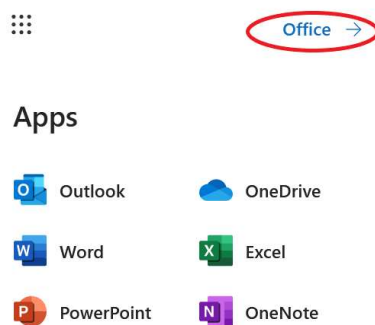 Office →
Apps
Outlook OneDrive
Word Excel
PowerPoint OneNote